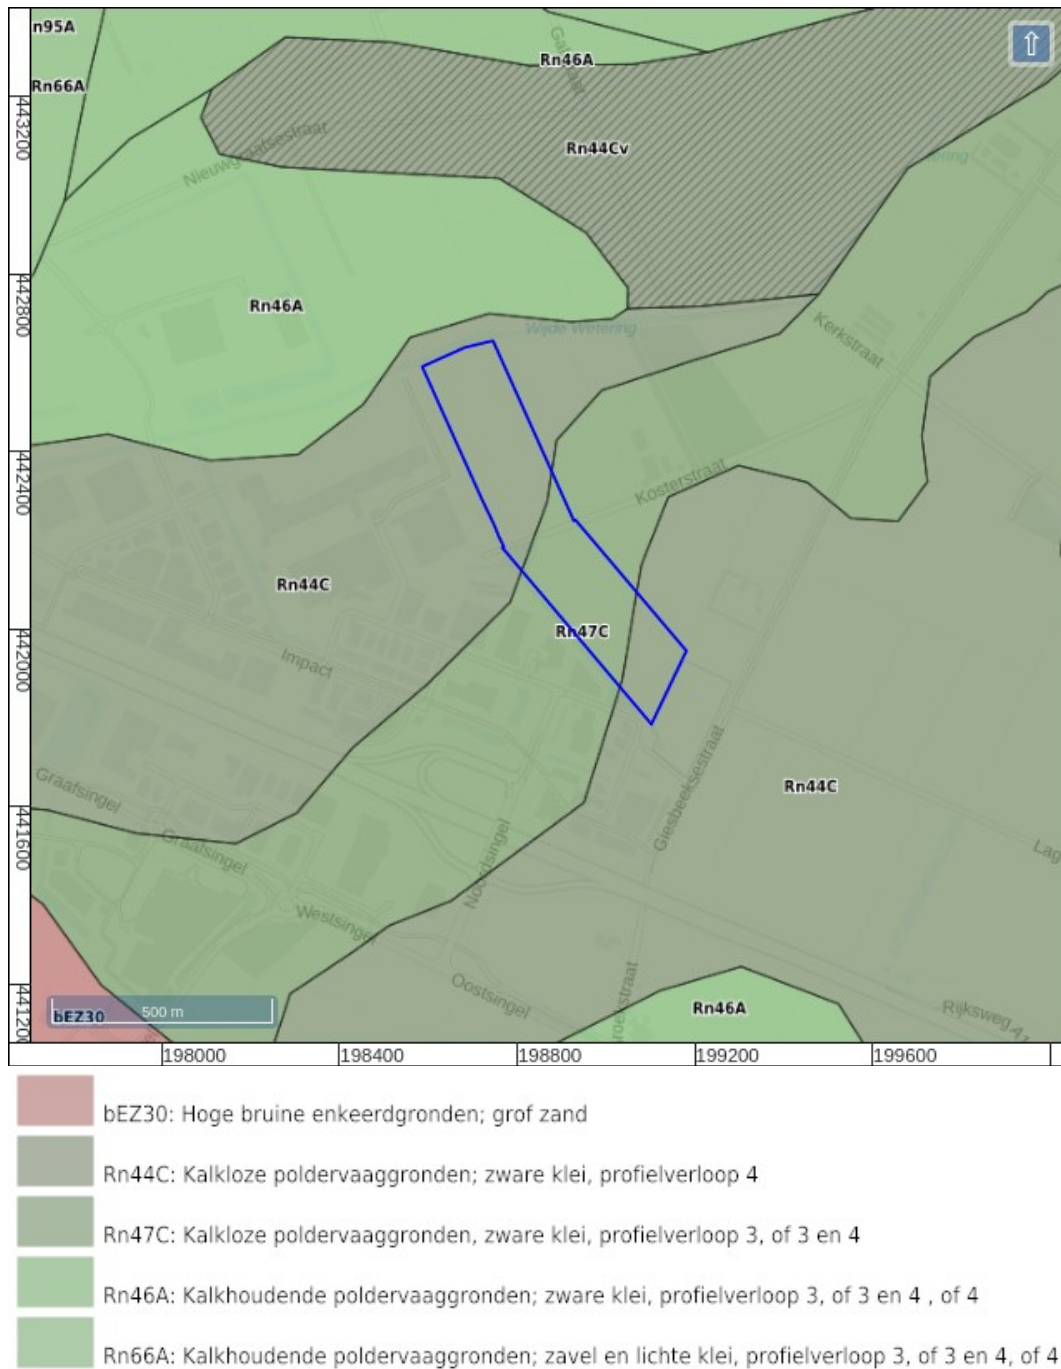 n95A
Rn66A
Galgstraat
Rn46A
Nieuwgraafsestraat
Rn44Cv
Rn46A
Wijde Wetering
Kerkstraat
Kosterstraat
Rn44C
Rn47C
Impact
Graafsingel
Graafsingel
Giesbeeksestraat
Rn44C
Noordsingel
Westsingel
Oostsingel
Rn46A
Rijksweg
bEZ30
500 m
443200
442800
442400
442000
441600
441200
198000
198400
198800
199200
199600
bEZ30: Hoge bruine enkeerdgronden; grof zand
Rn44C: Kalkloze poldervaaggronden; zware klei, profielverloop 4
Rn47C: Kalkloze poldervaaggronden, zware klei, profielverloop 3, of 3 en 4
Rn46A: Kalkhoudende poldervaaggronden; zware klei, profielverloop 3, of 3 en 4 , of 4
Rn66A: Kalkhoudende poldervaaggronden; zavel en lichte klei, profielverloop 3, of 3 en 4, of 4